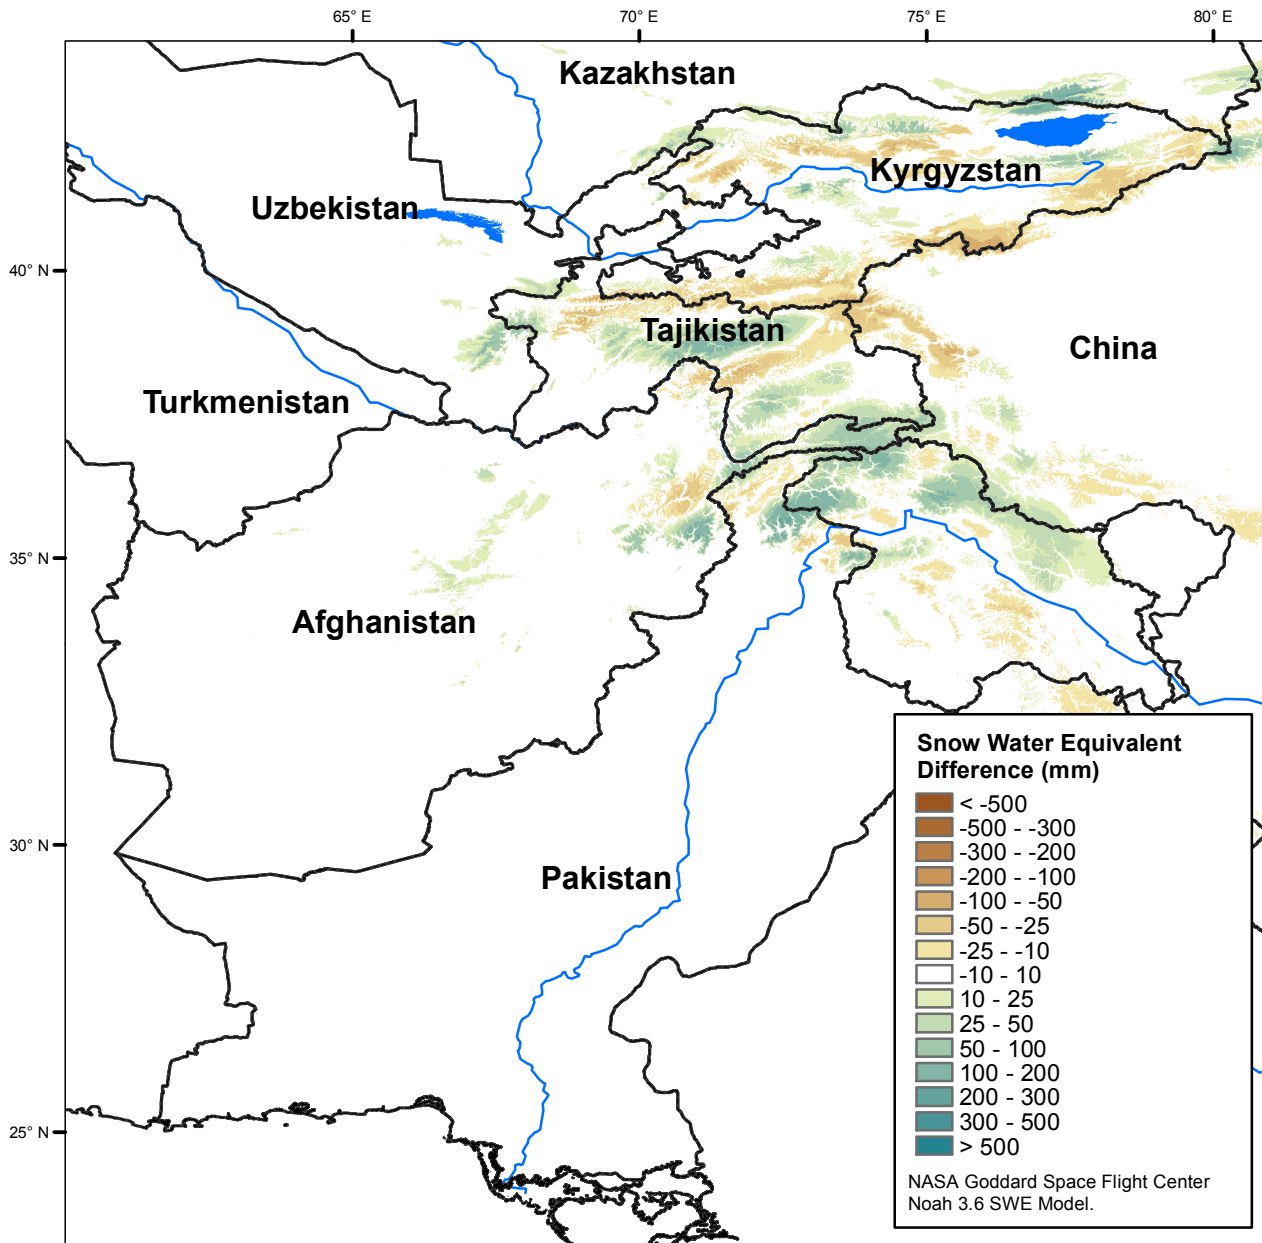 65° E
70° E
75° E
80° E
Kazakhstan
Kyrgyzstan
Uzbekistan
40° N
Tajikistan
China
Turkmenistan
35° N
Afghanistan
Snow Water Equivalent
Difference (mm)
< -500
-500 - -300
-300 - -200
-200 - -100
-100 - -50
-50 - -25
-25 - -10
-10 - 10
10 - 25
25 - 50
50 - 100
100 - 200
200 - 300
300 - 500
> 500
NASA Goddard Space Flight Center
Noah 3.6 SWE Model.
30° N
Pakistan
25° N